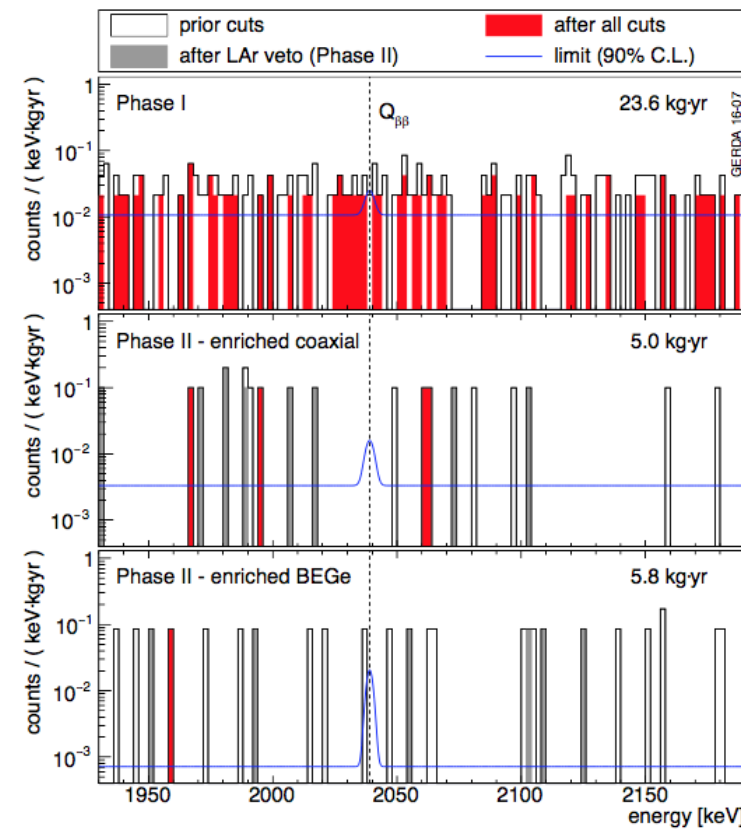 prior cuts
after all cuts
after LAr veto (Phase II)
limit (90% C.L.)
counts / ( keV·kg·yr )
1
10⁻¹
10⁻²
10⁻³
Phase I
Qββ
23.6 kg·yr
GERDA 16-07
counts / ( keV·kg·yr )
1
10⁻¹
10⁻²
10⁻³
Phase II - enriched coaxial
5.0 kg·yr
counts / ( keV·kg·yr )
1
10⁻¹
10⁻²
10⁻³
Phase II - enriched BEGe
5.8 kg·yr
1950 2000 2050 2100 2150
energy [keV]